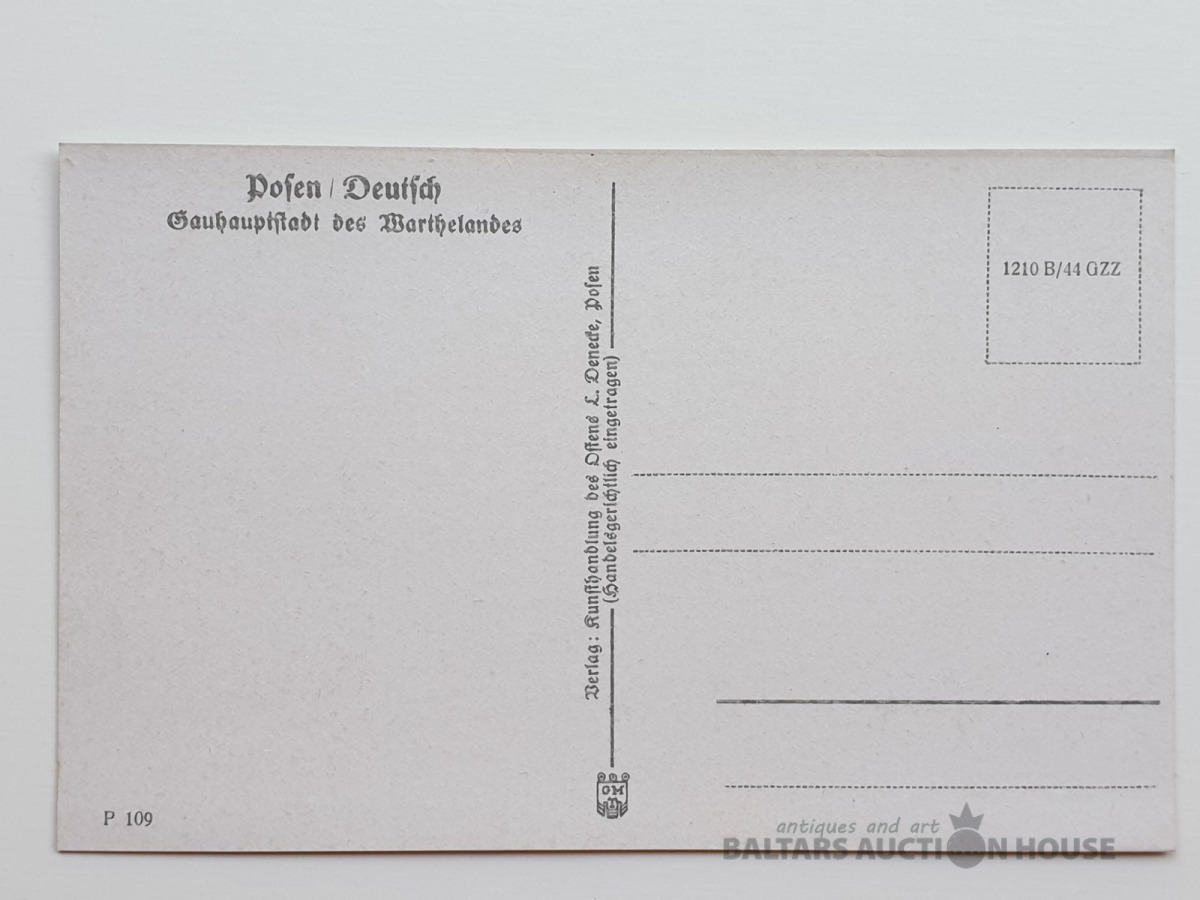 Posen / Deutsch
Gauhauptstadt des Warthelandes
Verlag: Kunsthandlung des Ostens L. Denecke, Posen
(Handelsgerichtlich eingetragen)
1210 B/44 GZZ
P 109
OM
antiques and art
BALTARS AUCTION HOUSE